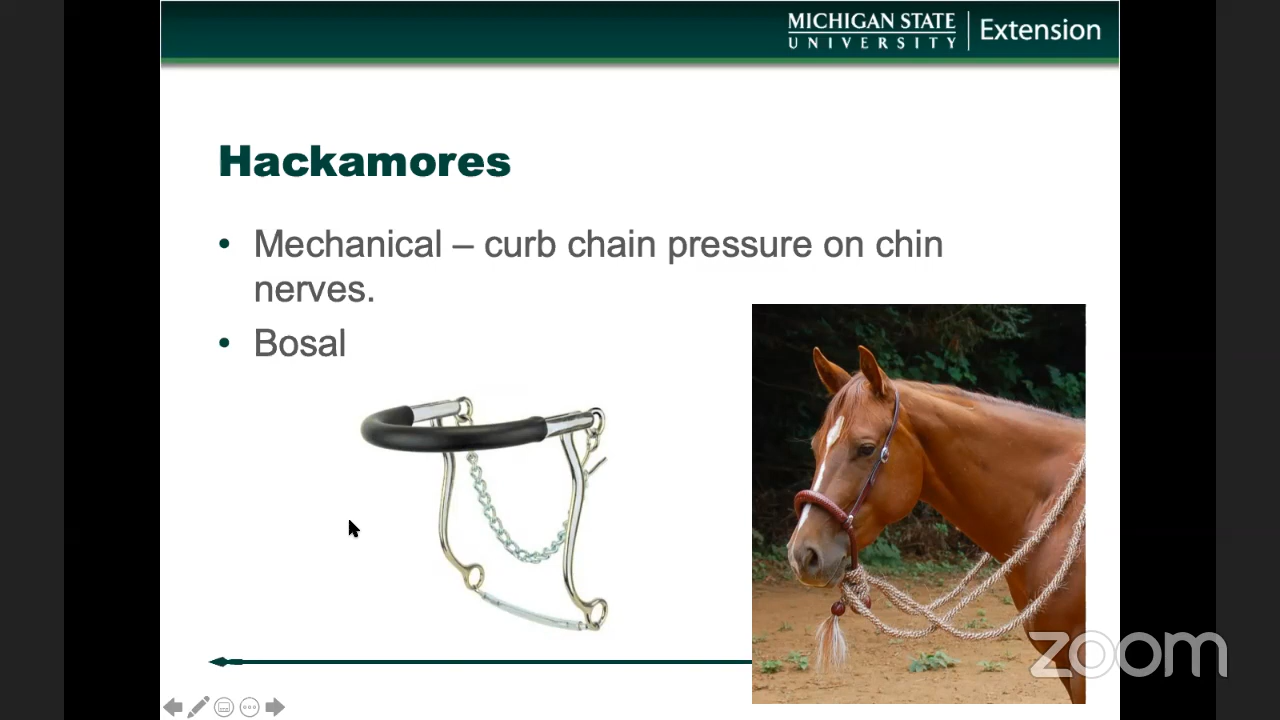 MICHIGAN STATE
UNIVERSITY
Extension
Hackamores
• Mechanical – curb chain pressure on chin
nerves.
• Bosal
zoom